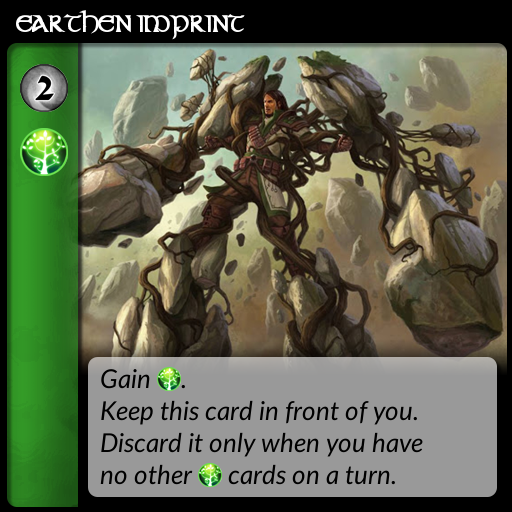 Earthen Imprint
2
Gain .
Keep this card in front of you.
Discard it only when you have
no other cards on a turn.